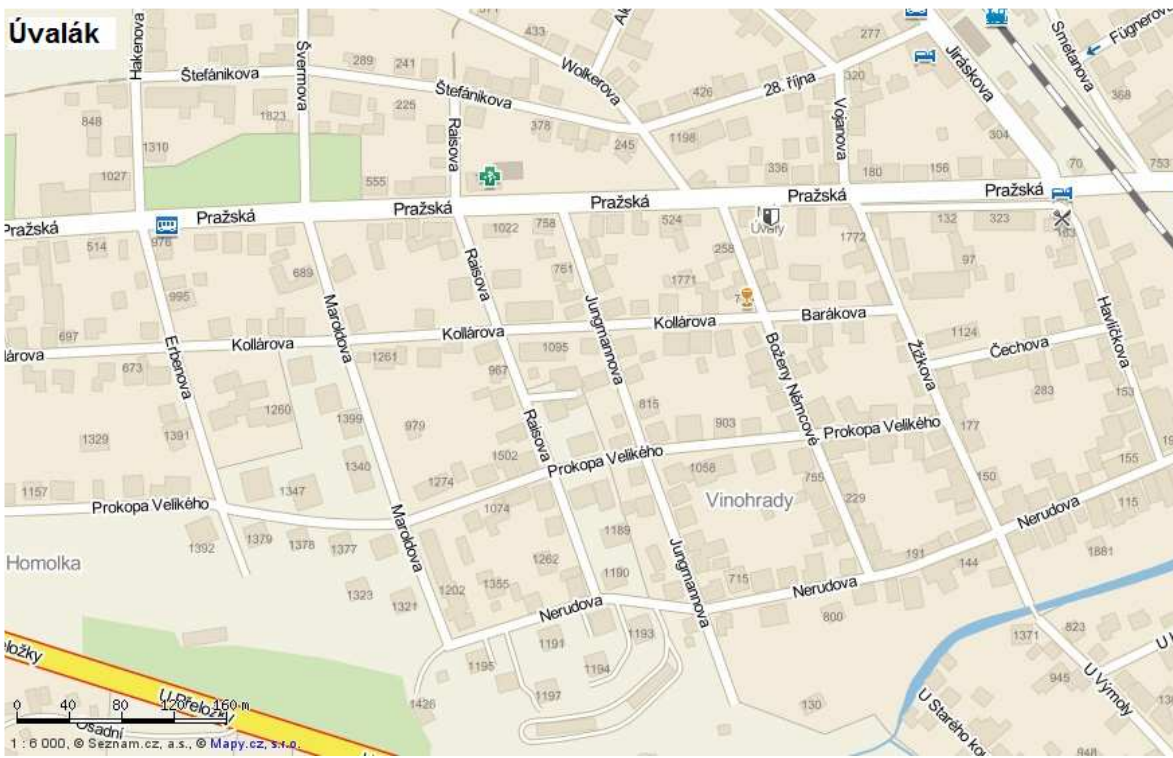 Úvalák
Hakenova
Švermova
371
433
Wolkerova
277
Jiráskova
Smetanova
Fügnerova
Štefánikova
289
241
Štefánikova
225
Raisova
28. října
320
426
368
848
1823
378
245
1198
Vojanova
304
1310
1027
555
336
180
156
70
753
Pražská
Pražská
Pražská
Pražská
Pražská
Pražská
514
976
1022
758
524
Úvaly
132
323
163
258
1772
97
689
Raisova
761
1771
995
Maroldova
Jungmannova
Havlíčkova
697
Erbenova
Kollárova
Kollárova
Kollárova
Barákova
1124
Čechova
673
1261
1095
Boženy Němcové
Žižkova
967
283
153
1260
1399
Raisova
815
1329
1391
979
903
Prokopa Velikého
177
1340
1502
Prokopa Velikého
155
1157
1347
1274
1058
755
150
Prokopa Velikého
1074
Vinohrady
229
115
Nerudova
1392
1379
1378
1377
Maroldova
1189
Jungmannova
1881
Homolka
1262
1190
191
144
1323
1321
1202
1355
715
Nerudova
Nerudova
800
1191
1193
1371
823
1195
1194
945
U Výmoly
1426
1197
130
U Přeložky
Osadní
948
0 40 80 120 160 m
1 : 6 000, © Seznam.cz, a.s., © Mapy.cz, s.r.o.